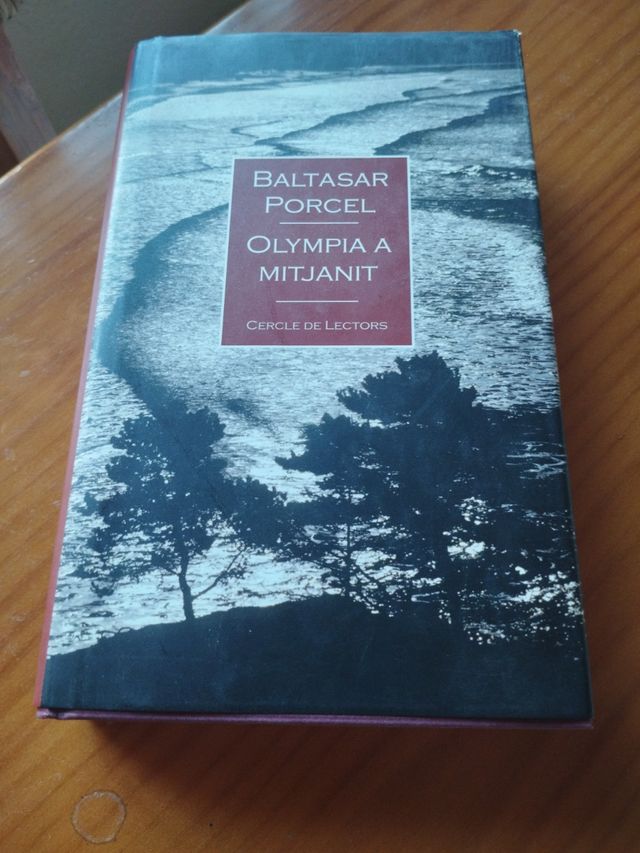 BALTASAR
PORCEL
OLYMPIA A
MITJANIT
CERCLE DE LECTORS